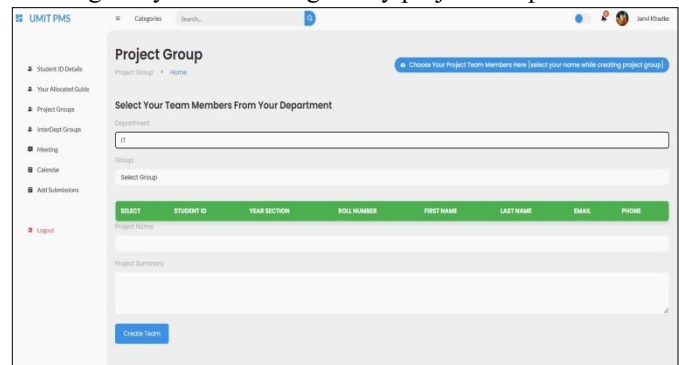 UMIT PMS
Categories
Search...
Janvi Khadke
Student ID Details
Your Allocated Guide
Project Groups
InterDept Groups
Meeting
Calendar
Add Submissions
Logout
Project Group
Project Group
Home
Choose Your Project Team Members Here [select your name while creating project group]
Select Your Team Members From Your Department
Department:
IT
Group:
Select Group
SELECT STUDENT ID YEAR SECTION ROLL NUMBER FIRST NAME LAST NAME EMAIL PHONE
Project Name
Project Summary:
Create Team